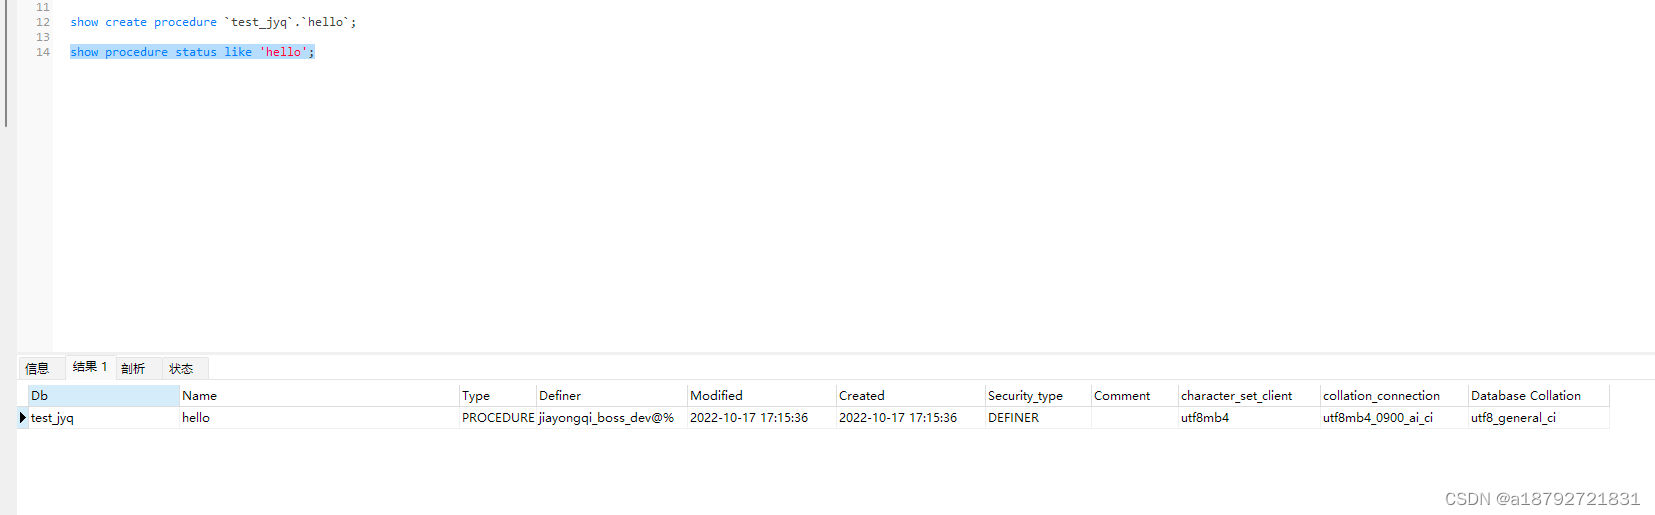 11
12 show create procedure `test_jyq`.`hello`;
13
14 show procedure status like 'hello';
信息 结果 1 剖析 状态
Db Name Type Definer Modified Created Security_type Comment character_set_client collation_connection Database Collation
test_jyq hello PROCEDURE jiayongqi_boss_dev@% 2022-10-17 17:15:36 2022-10-17 17:15:36 DEFINER utf8mb4 utf8mb4_0900_ai_ci utf8_general_ci
CSDN @a18792721831